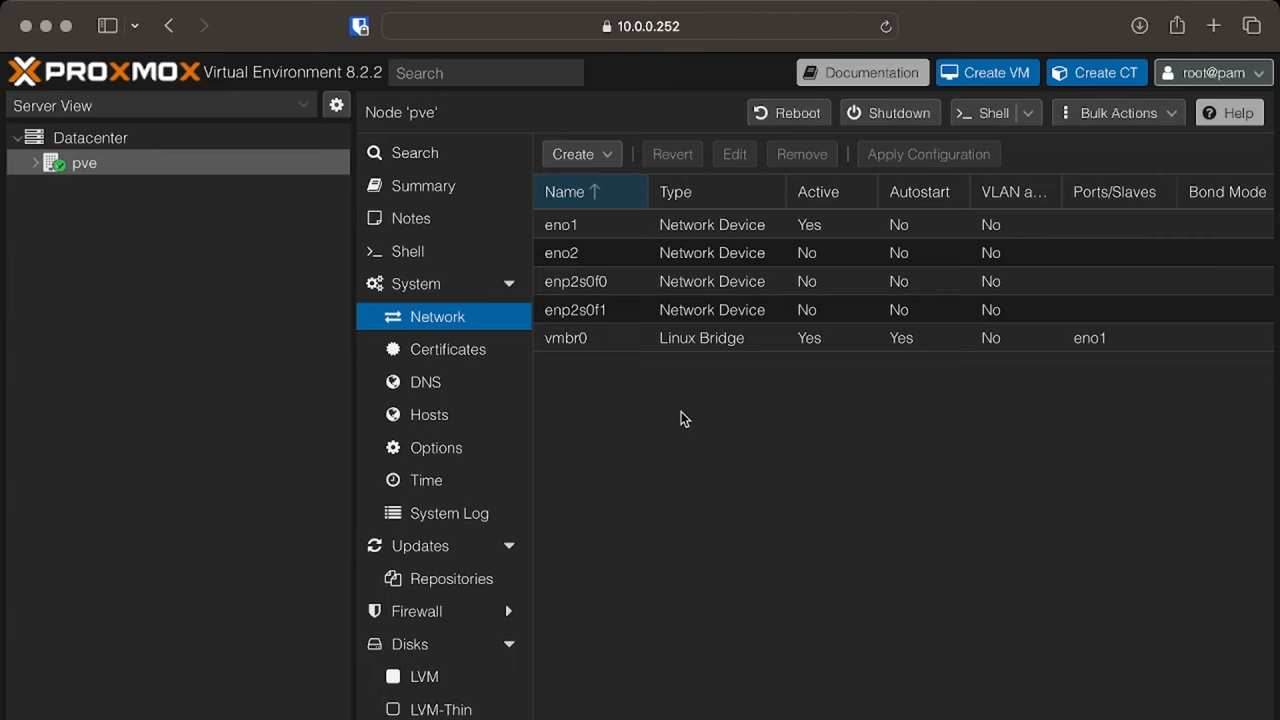 10.0.0.252
PROXMOX Virtual Environment 8.2.2 Search Documentation Create VM Create CT root@pam
Server View
Node 'pve' Reboot Shutdown Shell Bulk Actions Help
Datacenter
pve
Search
Summary
Notes
Shell
System
Network
Certificates
DNS
Hosts
Options
Time
System Log
Updates
Repositories
Firewall
Disks
LVM
LVM-Thin
Create Revert Edit Remove Apply Configuration
Name Type Active Autostart VLAN a... Ports/Slaves Bond Mode
eno1 Network Device Yes No No
eno2 Network Device No No No
enp2s0f0 Network Device No No No
enp2s0f1 Network Device No No No
vmbr0 Linux Bridge Yes Yes No eno1